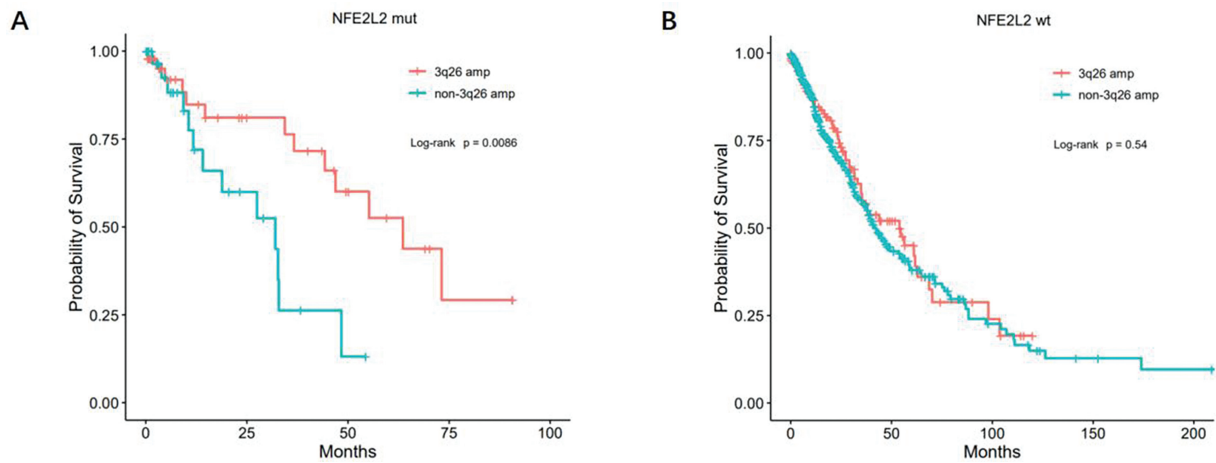 A
NFE2L2 mut
1.00
0.75
0.50
0.25
0.00
Probability of Survival
3q26 amp
non-3q26 amp
Log-rank p = 0.0086
0 25 50 75 100
Months
B
NFE2L2 wt
1.00
0.75
0.50
0.25
0.00
Probability of Survival
3q26 amp
non-3q26 amp
Log-rank p = 0.54
0 50 100 150 200
Months